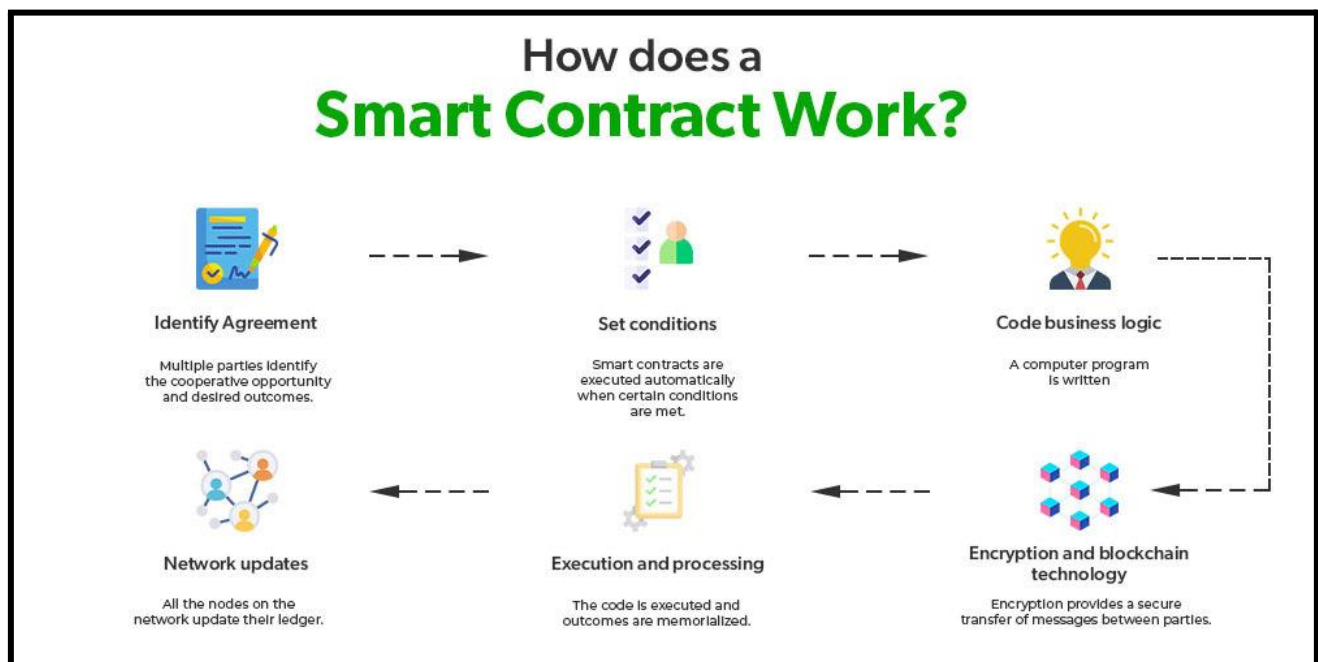 How does a
Smart Contract Work?
Identify Agreement
Multiple parties identify
the cooperative opportunity
and desired outcomes.
Set conditions
Smart contracts are
executed automatically
when certain conditions
are met.
Code business logic
A computer program
is written
Encryption and blockchain
technology
Encryption provides a secure
transfer of messages between parties.
Execution and processing
The code is executed and
outcomes are memorialized.
Network updates
All the nodes on the
network update their ledger.